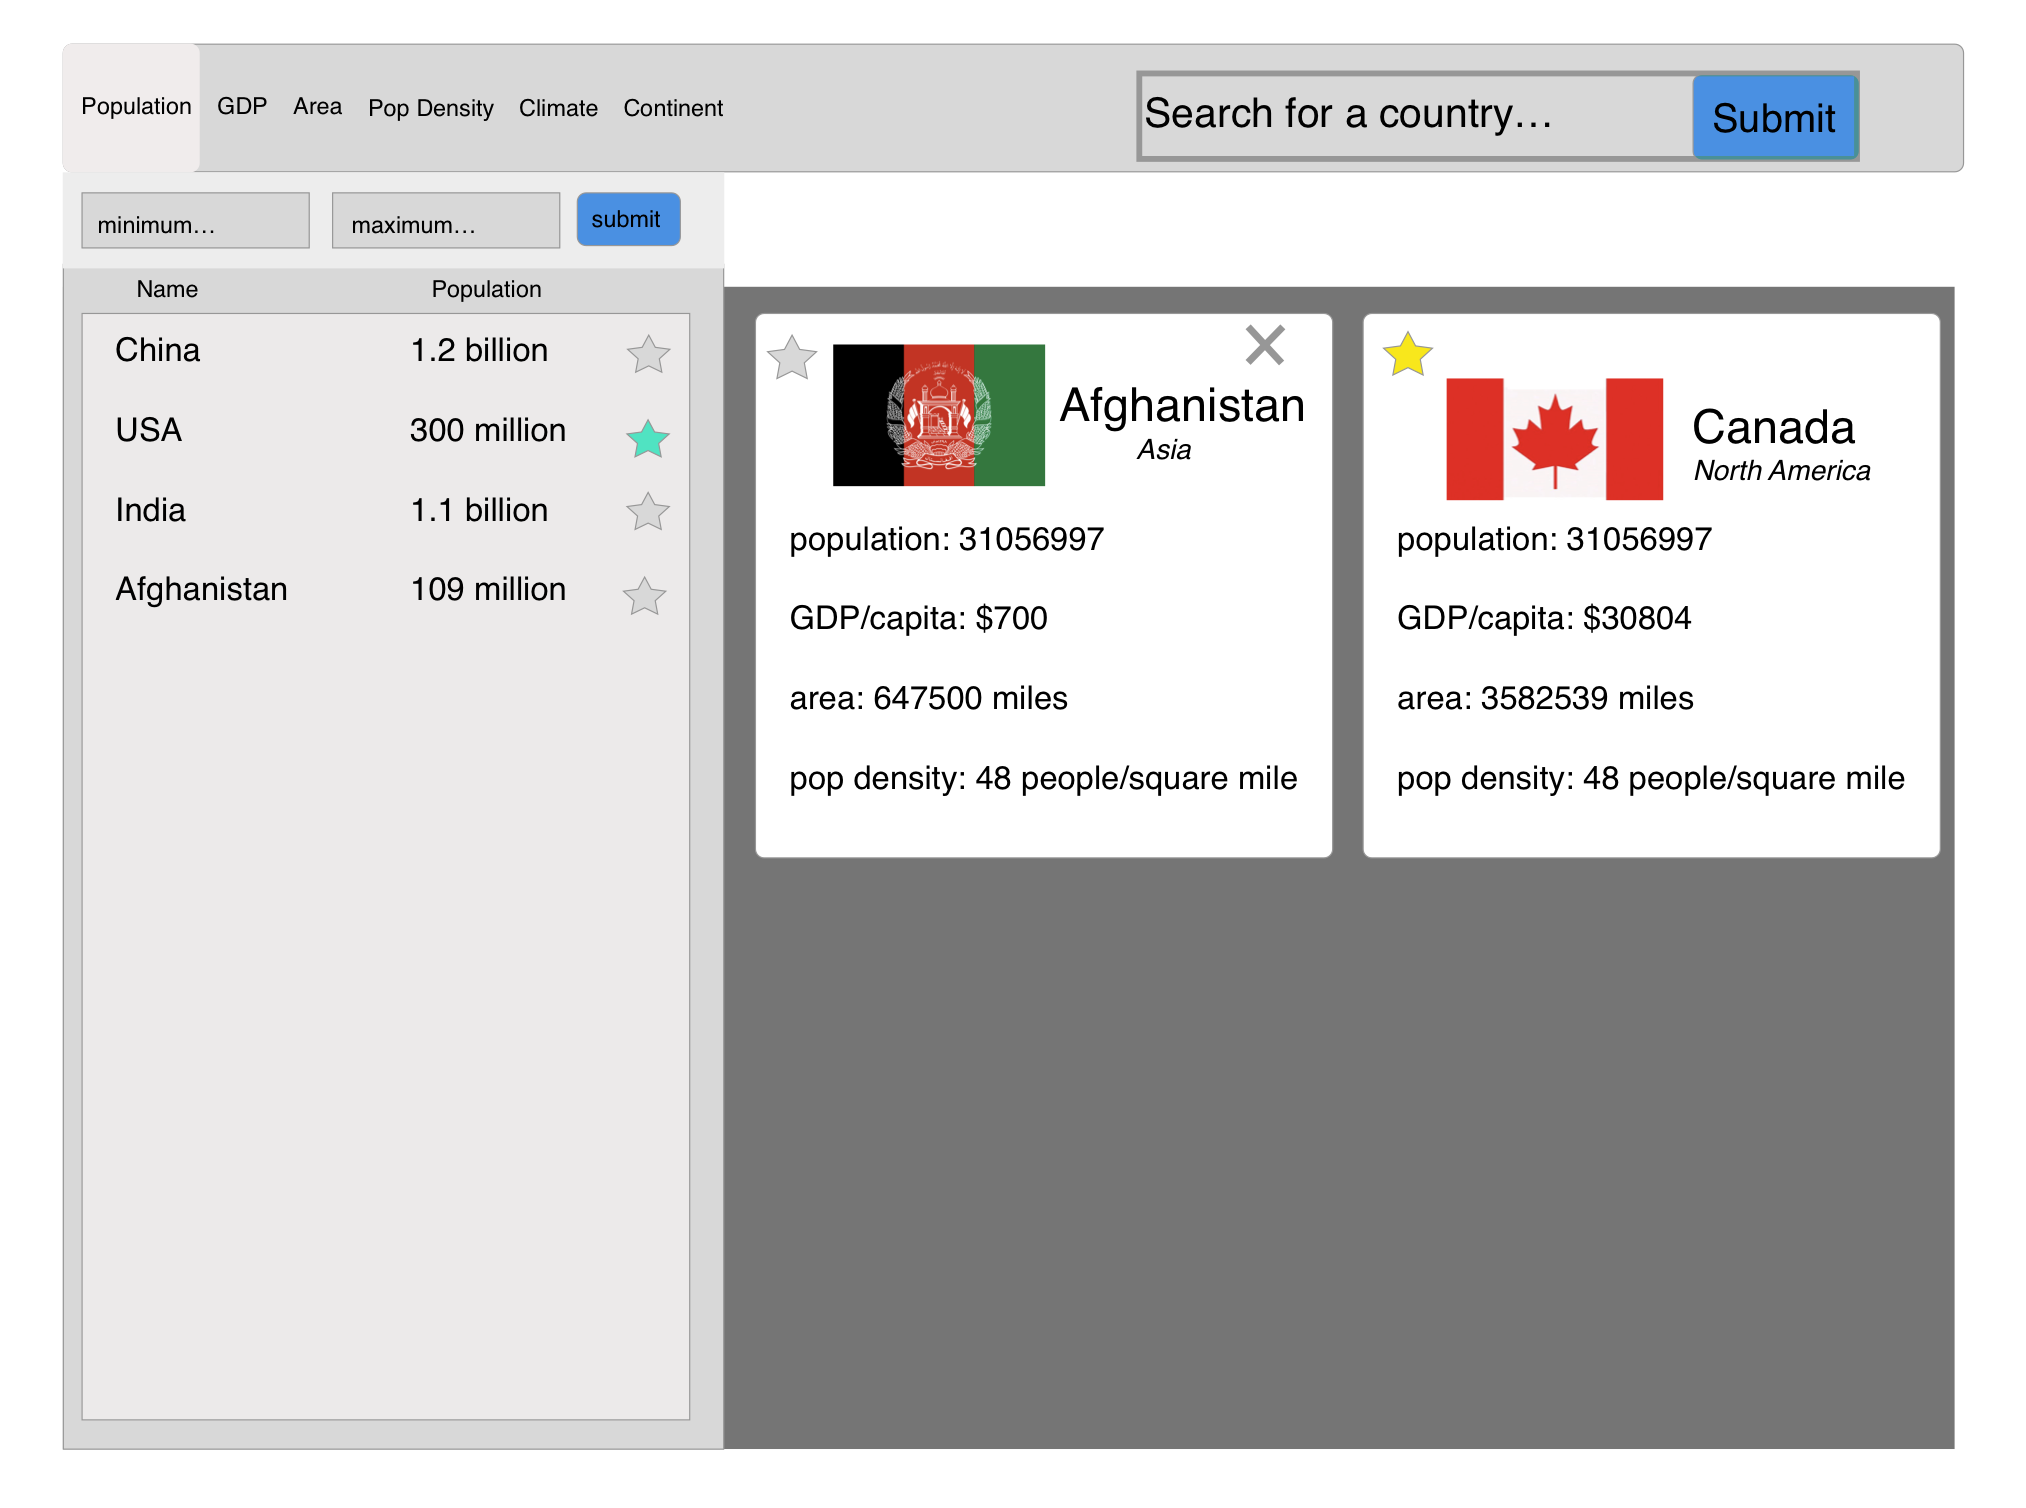 Population GDP Area Pop Density Climate Continent
Search for a country... Submit
minimum... maximum... submit
Name Population
China 1.2 billion
USA 300 million
India 1.1 billion
Afghanistan 109 million
Afghanistan
Asia
population: 31056997
GDP/capita: $700
area: 647500 miles
pop density: 48 people/square mile
Canada
North America
population: 31056997
GDP/capita: $30804
area: 3582539 miles
pop density: 48 people/square mile